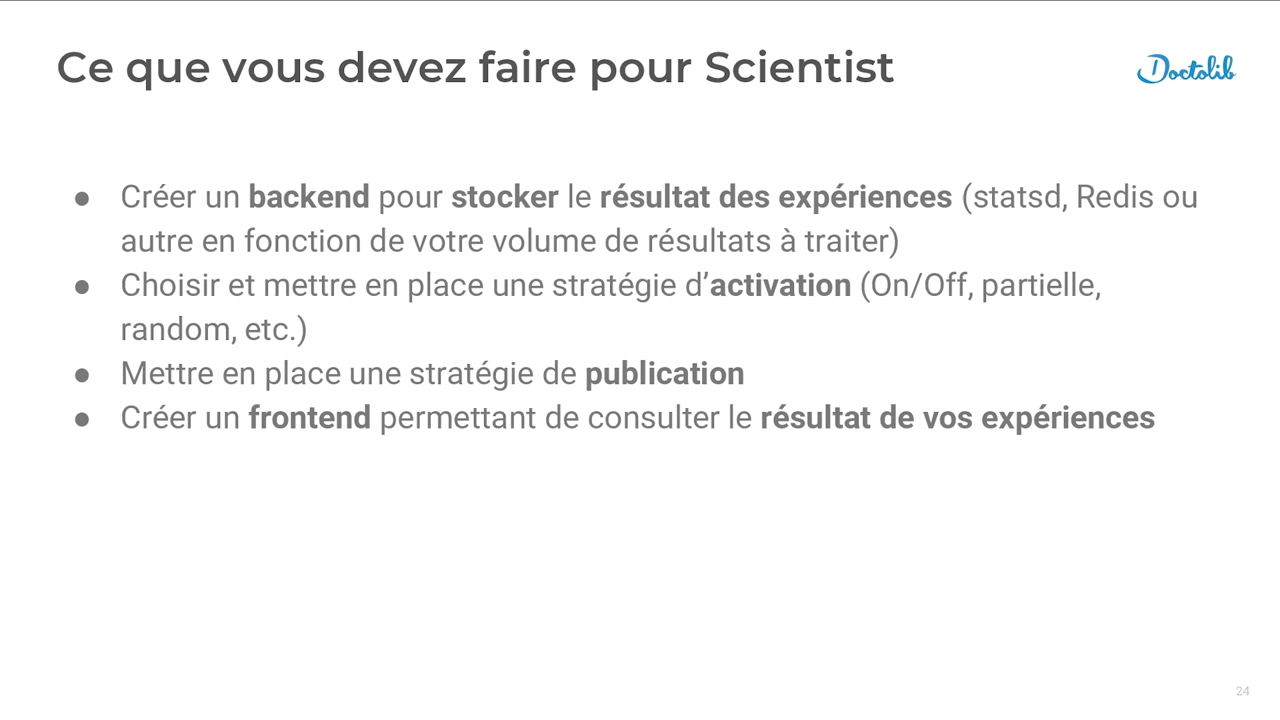 Ce que vous devez faire pour Scientist
Doctolib
● Créer un backend pour stocker le résultat des expériences (statsd, Redis ou
autre en fonction de votre volume de résultats à traiter)
● Choisir et mettre en place une stratégie d’activation (On/Off, partielle,
random, etc.)
● Mettre en place une stratégie de publication
● Créer un frontend permettant de consulter le résultat de vos expériences
24